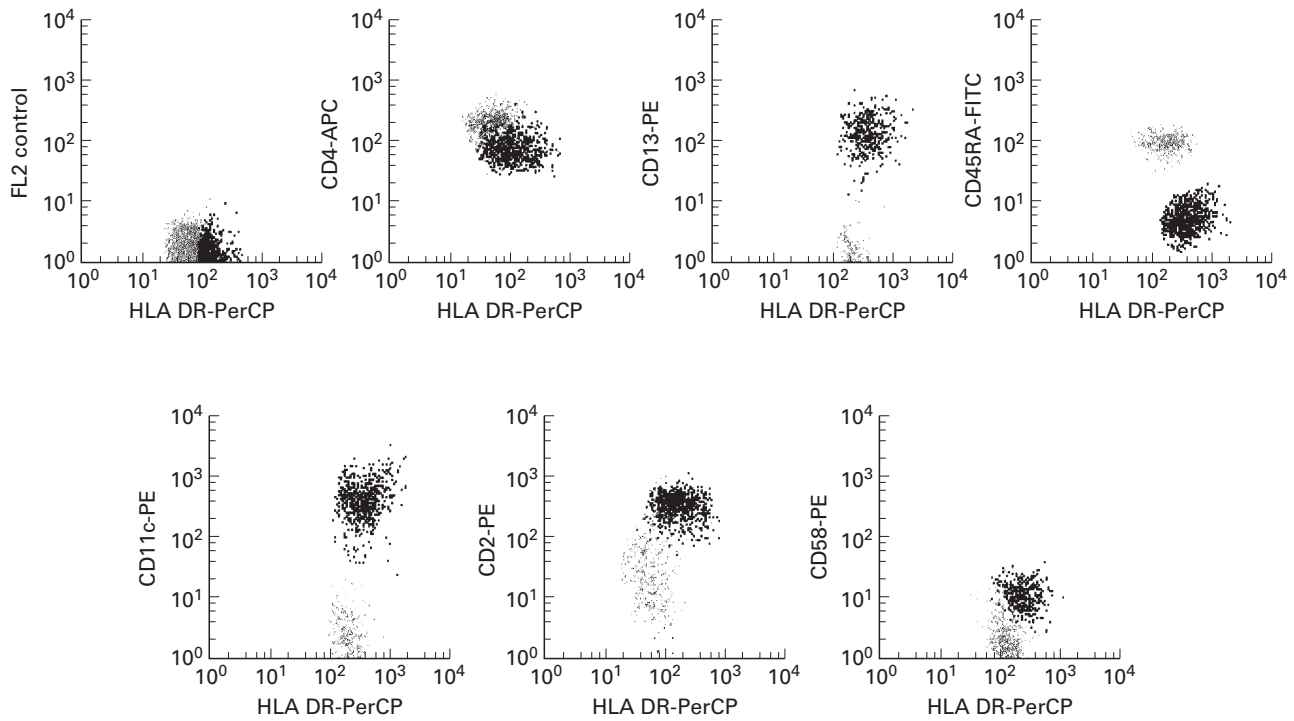 FL2 control
10⁴
10³
10²
10¹
10⁰
10⁰ 10¹ 10² 10³ 10⁴
HLA DR-PerCP
CD4-APC
10⁴
10³
10²
10¹
10⁰
10⁰ 10¹ 10² 10³ 10⁴
HLA DR-PerCP
CD13-PE
10⁴
10³
10²
10¹
10⁰
10⁰ 10¹ 10² 10³ 10⁴
HLA DR-PerCP
CD45RA-FITC
10⁴
10³
10²
10¹
10⁰
10⁰ 10¹ 10² 10³ 10⁴
HLA DR-PerCP
CD11c-PE
10⁴
10³
10²
10¹
10⁰
10⁰ 10¹ 10² 10³ 10⁴
HLA DR-PerCP
CD2-PE
10⁴
10³
10²
10¹
10⁰
10⁰ 10¹ 10² 10³ 10⁴
HLA DR-PerCP
CD58-PE
10⁴
10³
10²
10¹
10⁰
10⁰ 10¹ 10² 10³ 10⁴
HLA DR-PerCP